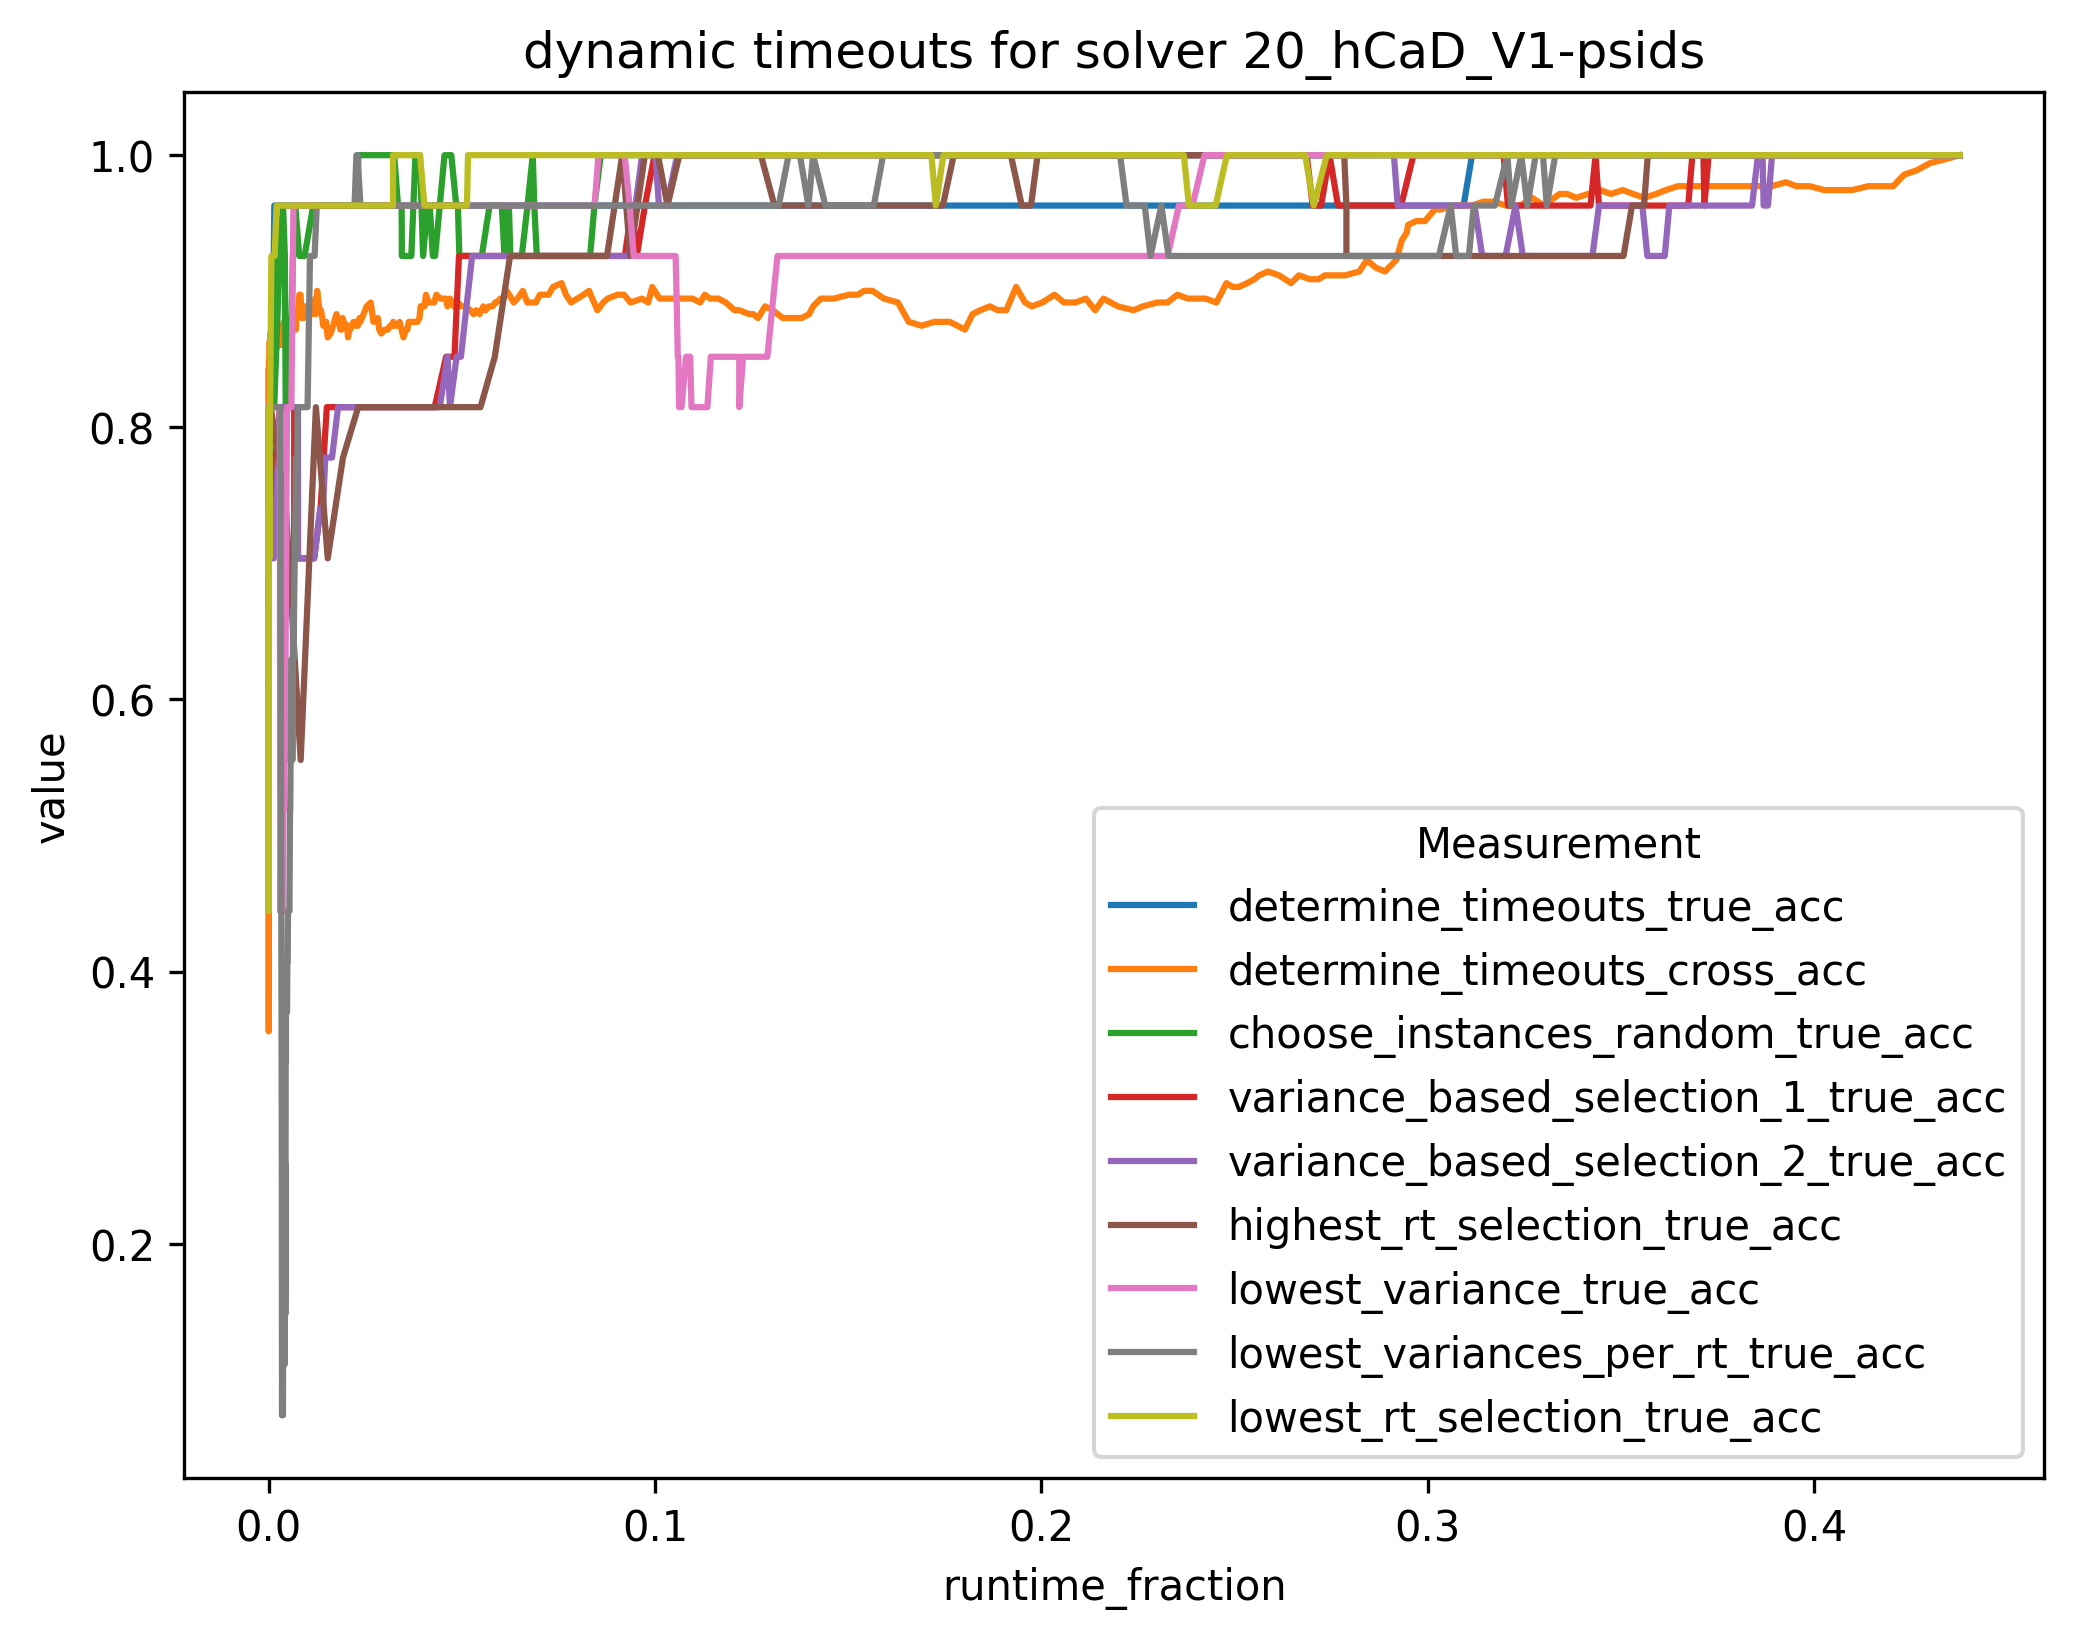 dynamic timeouts for solver 20_hCaD_V1-psids
1.0
0.8
0.6
0.4
0.2
value
0.0
0.1
0.2
0.3
0.4
runtime_fraction
Measurement
determine_timeouts_true_acc
determine_timeouts_cross_acc
choose_instances_random_true_acc
variance_based_selection_1_true_acc
variance_based_selection_2_true_acc
highest_rt_selection_true_acc
lowest_variance_true_acc
lowest_variances_per_rt_true_acc
lowest_rt_selection_true_acc